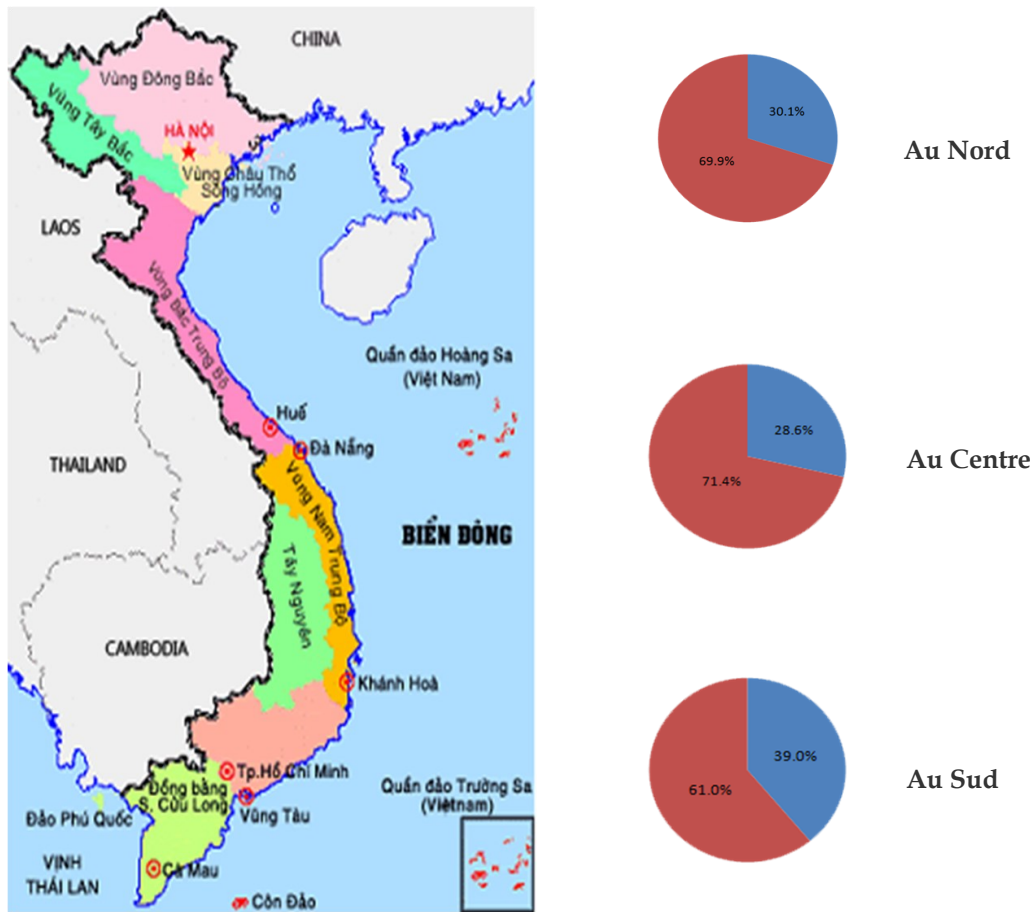 CHINA
Vùng Đông Bắc
Vùng Tây Bắc
HÀ NỘI
Vùng Châu Thổ
Sông Hồng
LAOS
Vùng Bắc Trung Bộ
Quần đảo Hoàng Sa
(Việt Nam)
Huế
Đà Nẵng
THAILAND
Vùng Nam Trung Bộ
BIỂN ĐÔNG
Tây Nguyên
CAMBODIA
Khánh Hoà
Tp.Hồ Chí Minh
Đồng bằng
S. Cửu Long
Quần đảo Trường Sa
(Việtnam)
Đảo Phú Quốc
Vũng Tàu
VỊNH
THÁI LAN
Cà Mau
Côn Đảo
30.1%
69.9%
Au Nord
28.6%
71.4%
Au Centre
39.0%
61.0%
Au Sud